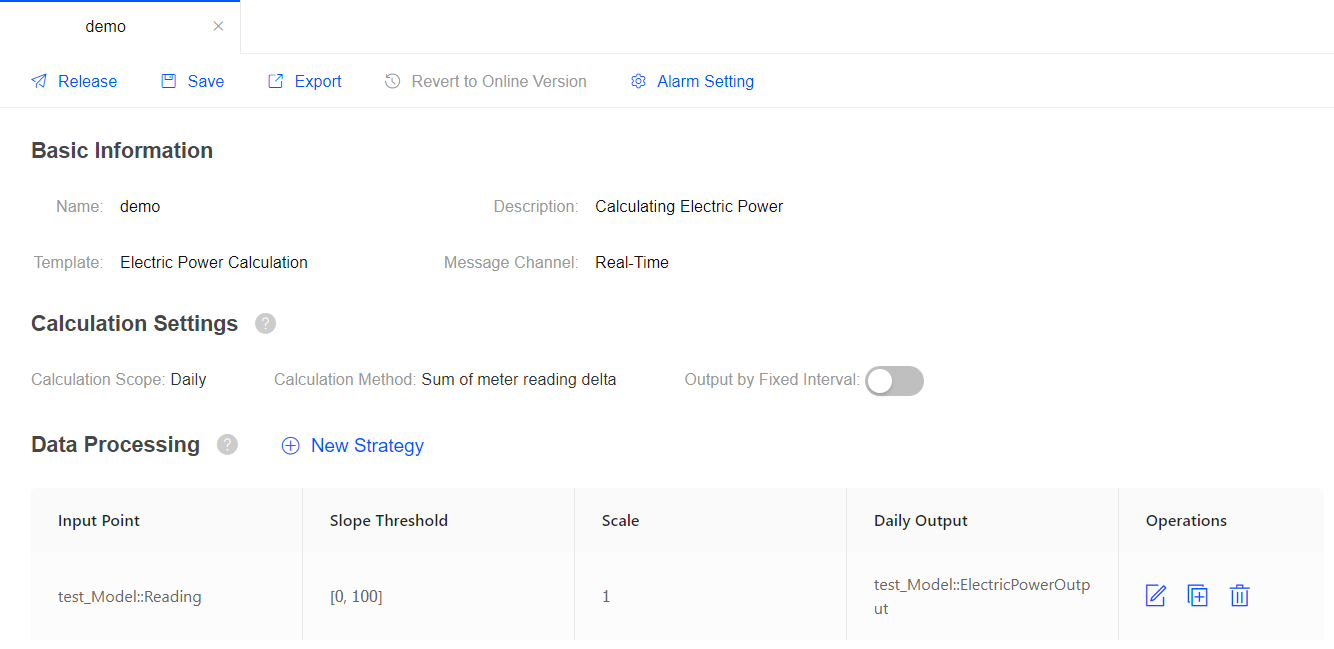 demo
Release Save Export Revert to Online Version Alarm Setting
Basic Information
Name: demo Description: Calculating Electric Power
Template: Electric Power Calculation Message Channel: Real-Time
Calculation Settings ?
Calculation Scope: Daily Calculation Method: Sum of meter reading delta Output by Fixed Interval:
Data Processing ? New Strategy
Input Point Slope Threshold Scale Daily Output Operations
test_Model::Reading [0, 100] 1 test_Model::ElectricPowerOutp
ut